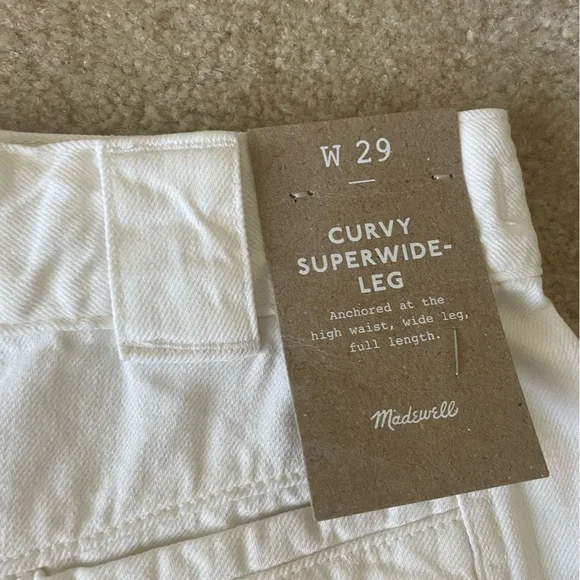 W 29
CURVY
SUPERWIDE-
LEG
Anchored at the
high waist, wide leg,
full length.
Madewell